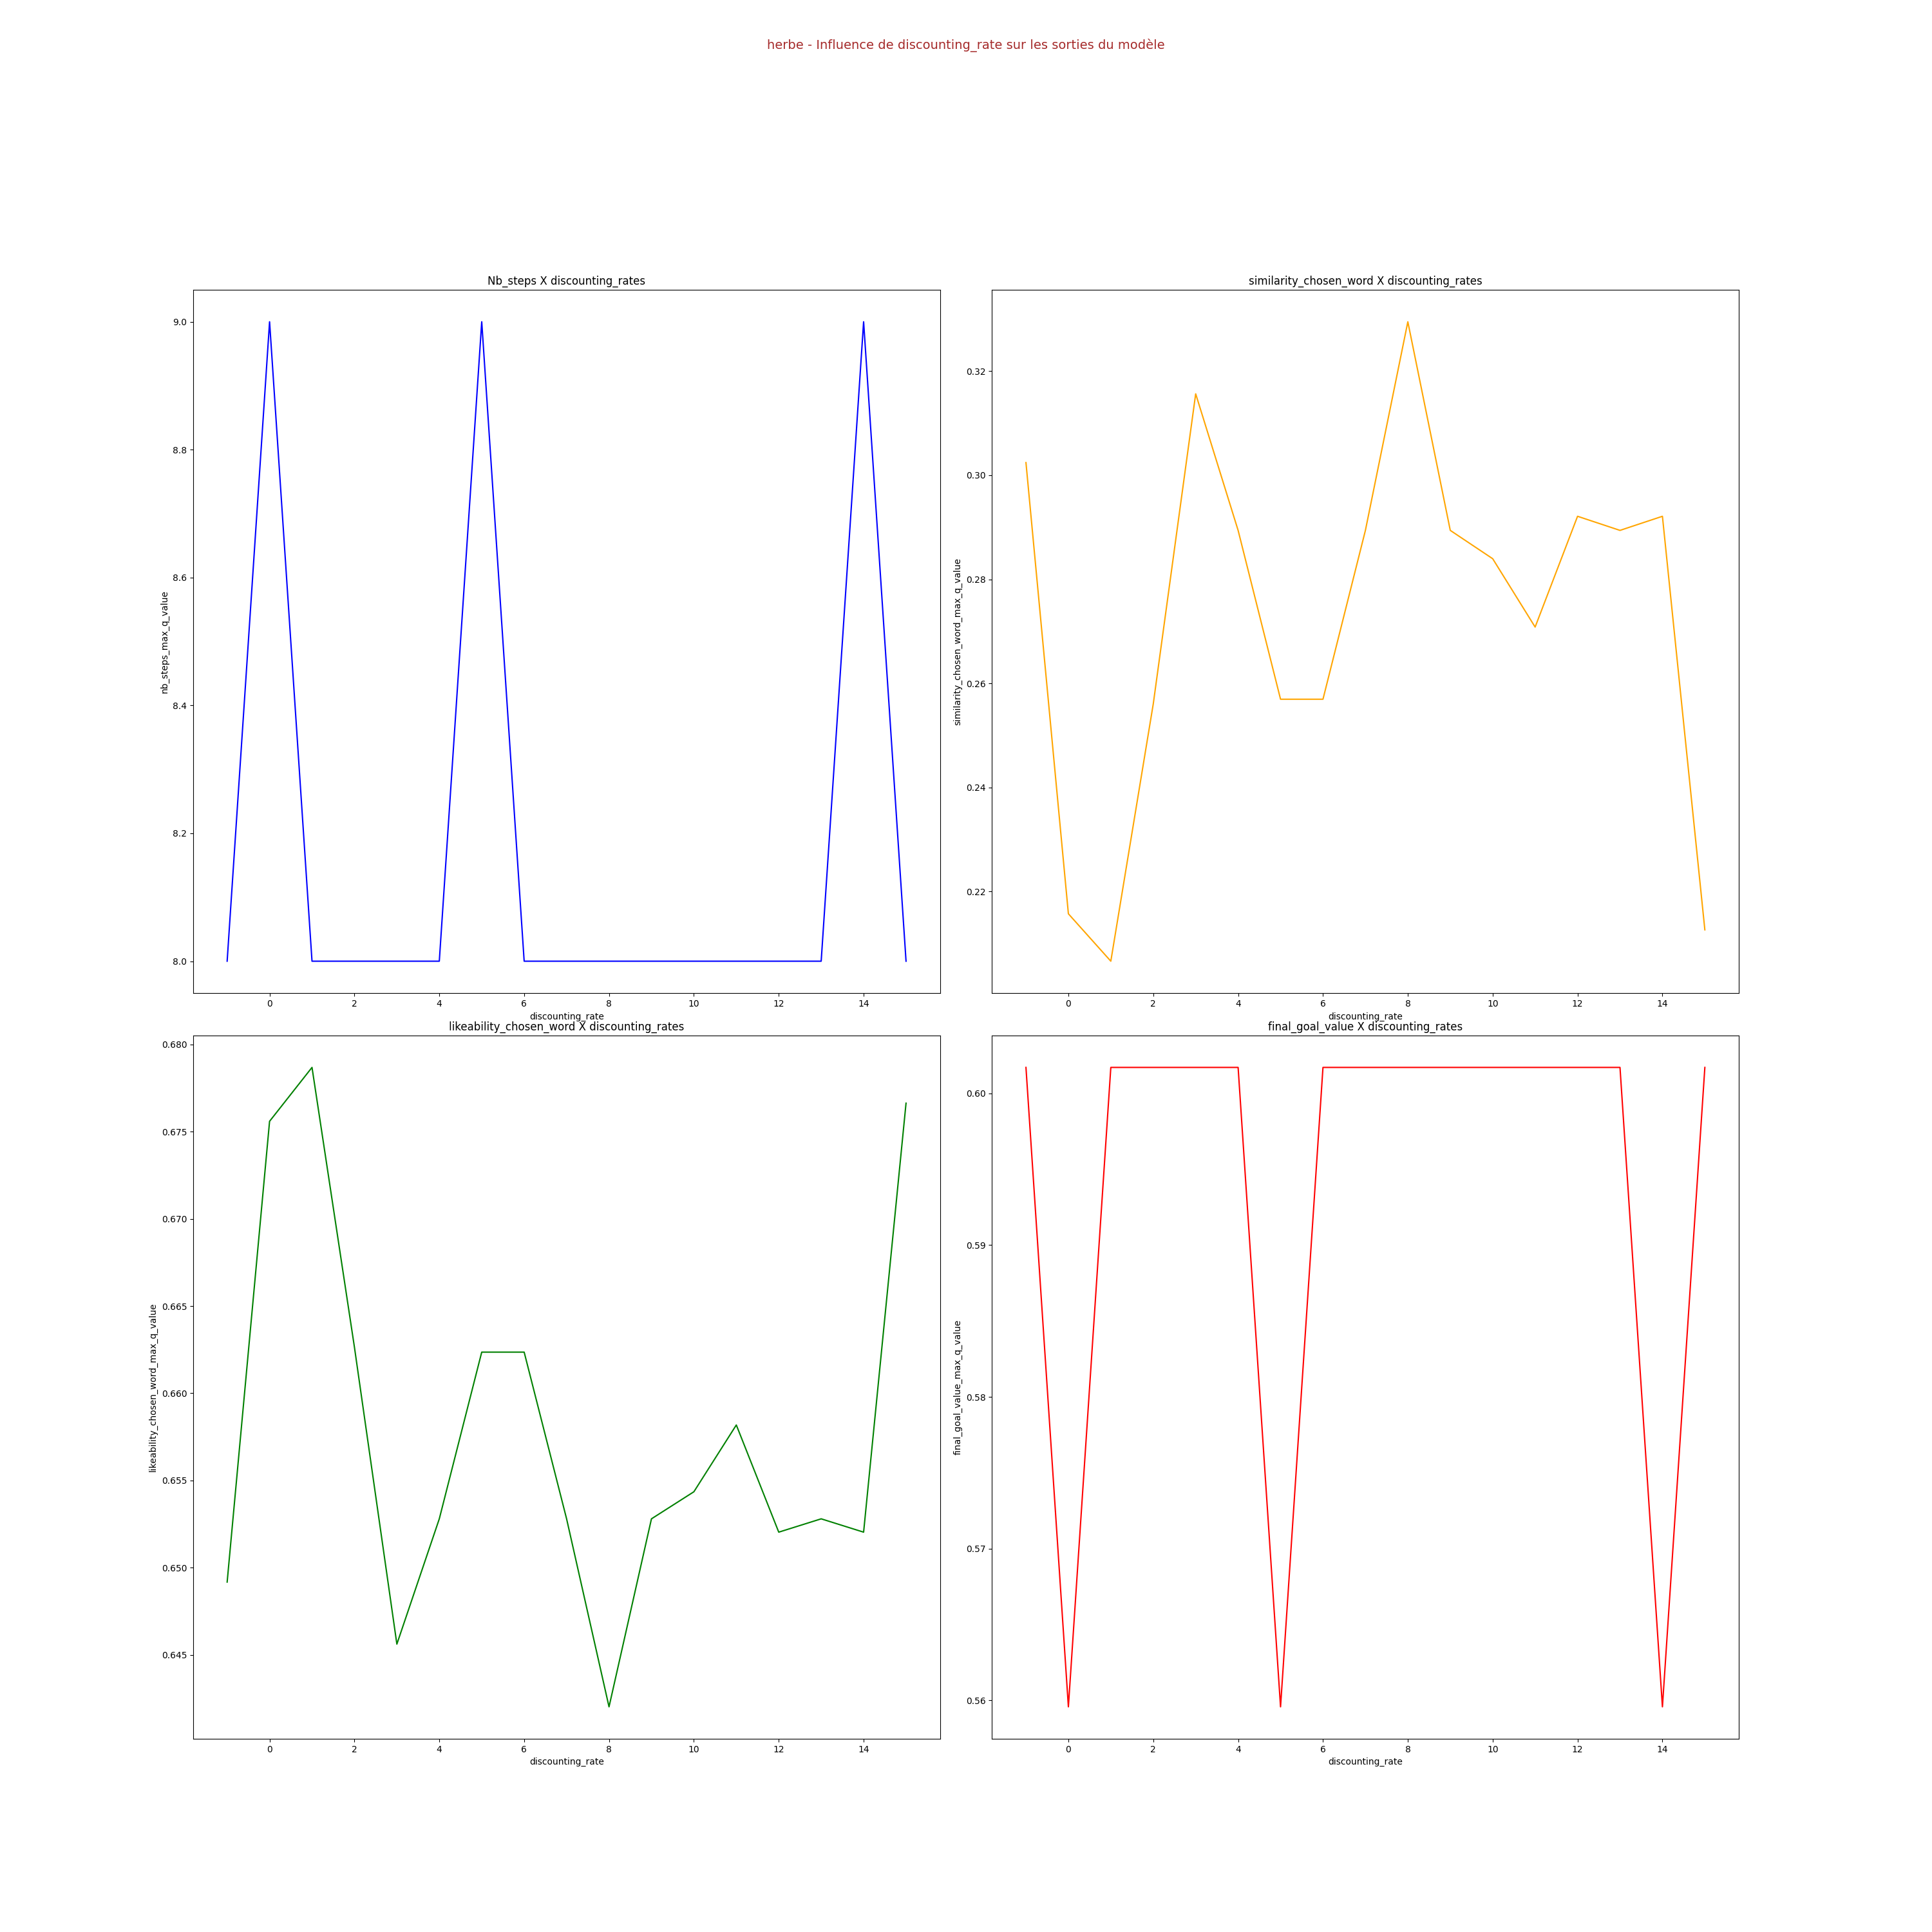 herbe - Influence de discounting_rate sur les sorties du modèle
Nb_steps X discounting_rates
nb_steps_max_q_value
9.0
8.8
8.6
8.4
8.2
8.0
0 2 4 6 8 10 12 14
discounting_rate
similarity_chosen_word X discounting_rates
similarity_chosen_word_max_q_value
0.32
0.30
0.28
0.26
0.24
0.22
0 2 4 6 8 10 12 14
discounting_rate
likeability_chosen_word X discounting_rates
likeability_chosen_word_max_q_value
0.680
0.675
0.670
0.665
0.660
0.655
0.650
0.645
0 2 4 6 8 10 12 14
discounting_rate
final_goal_value X discounting_rates
final_goal_value_max_q_value
0.60
0.59
0.58
0.57
0.56
0 2 4 6 8 10 12 14
discounting_rate